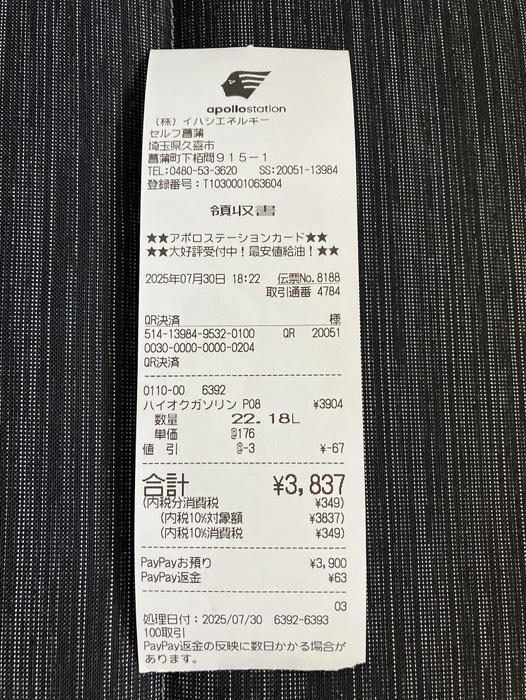 apollostation
(株)イハシエネルギー
セルフ菖蒲
埼玉県久喜市
菖蒲町下栢間915-1
TEL:0480-53-3620 SS:20051-13984
登録番号:T1030001063604
領収書
★★アポロステーションカード★★
★★大好評受付中!最安値給油!★★
2025年07月30日 18:22 伝票No.8188
取引通番 4784
QR決済 様
514-13984-9532-0100 QR 20051
0030-0000-0000-0204
QR決済
0110-00 6392
ハイオクガソリン P08 ¥3904
数量 22.18L
単価 @176
値引 @-3 ¥-67
合計 ¥3,837
(内税分消費税 ¥349)
(内税10%対象額 ¥3837)
(内税10%消費税 ¥349)
PayPayお預り ¥3,900
PayPay返金 ¥63
03
処理日付:2025/07/30 6392-6393
100取引
PayPay返金の反映に数日かかる場合が
あります。